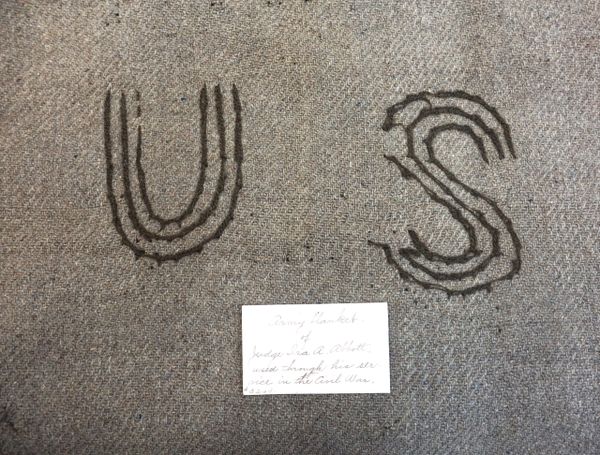 U S
Army Blanket.
of
Judge Ira A. Abbott,
used through his ser-
vice in the Civil War.